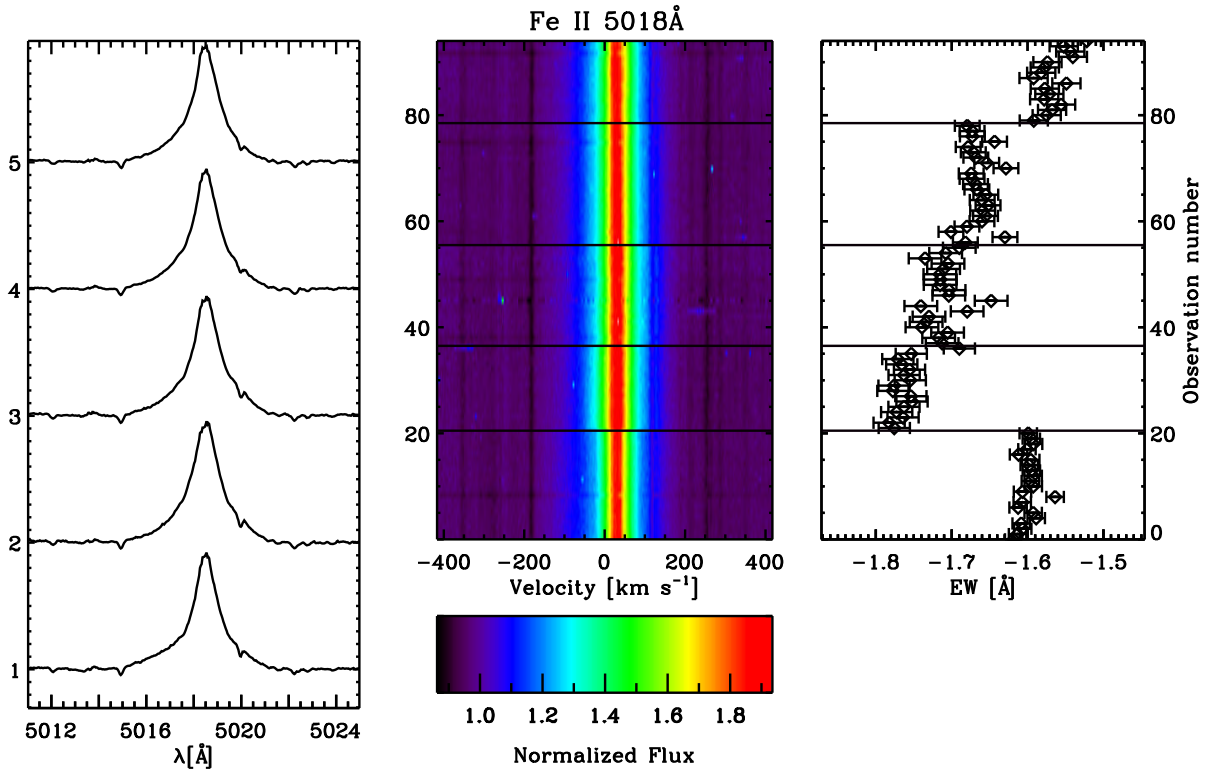 Fe II 5018Å
5
4
3
2
1
5012 5016 5020 5024
λ[Å]
80
60
40
20
−400 −200 0 200 400
Velocity [km s⁻¹]
1.0 1.2 1.4 1.6 1.8
Normalized Flux
80
60
40
20
0
Observation number
−1.8 −1.7 −1.6 −1.5
EW [Å]